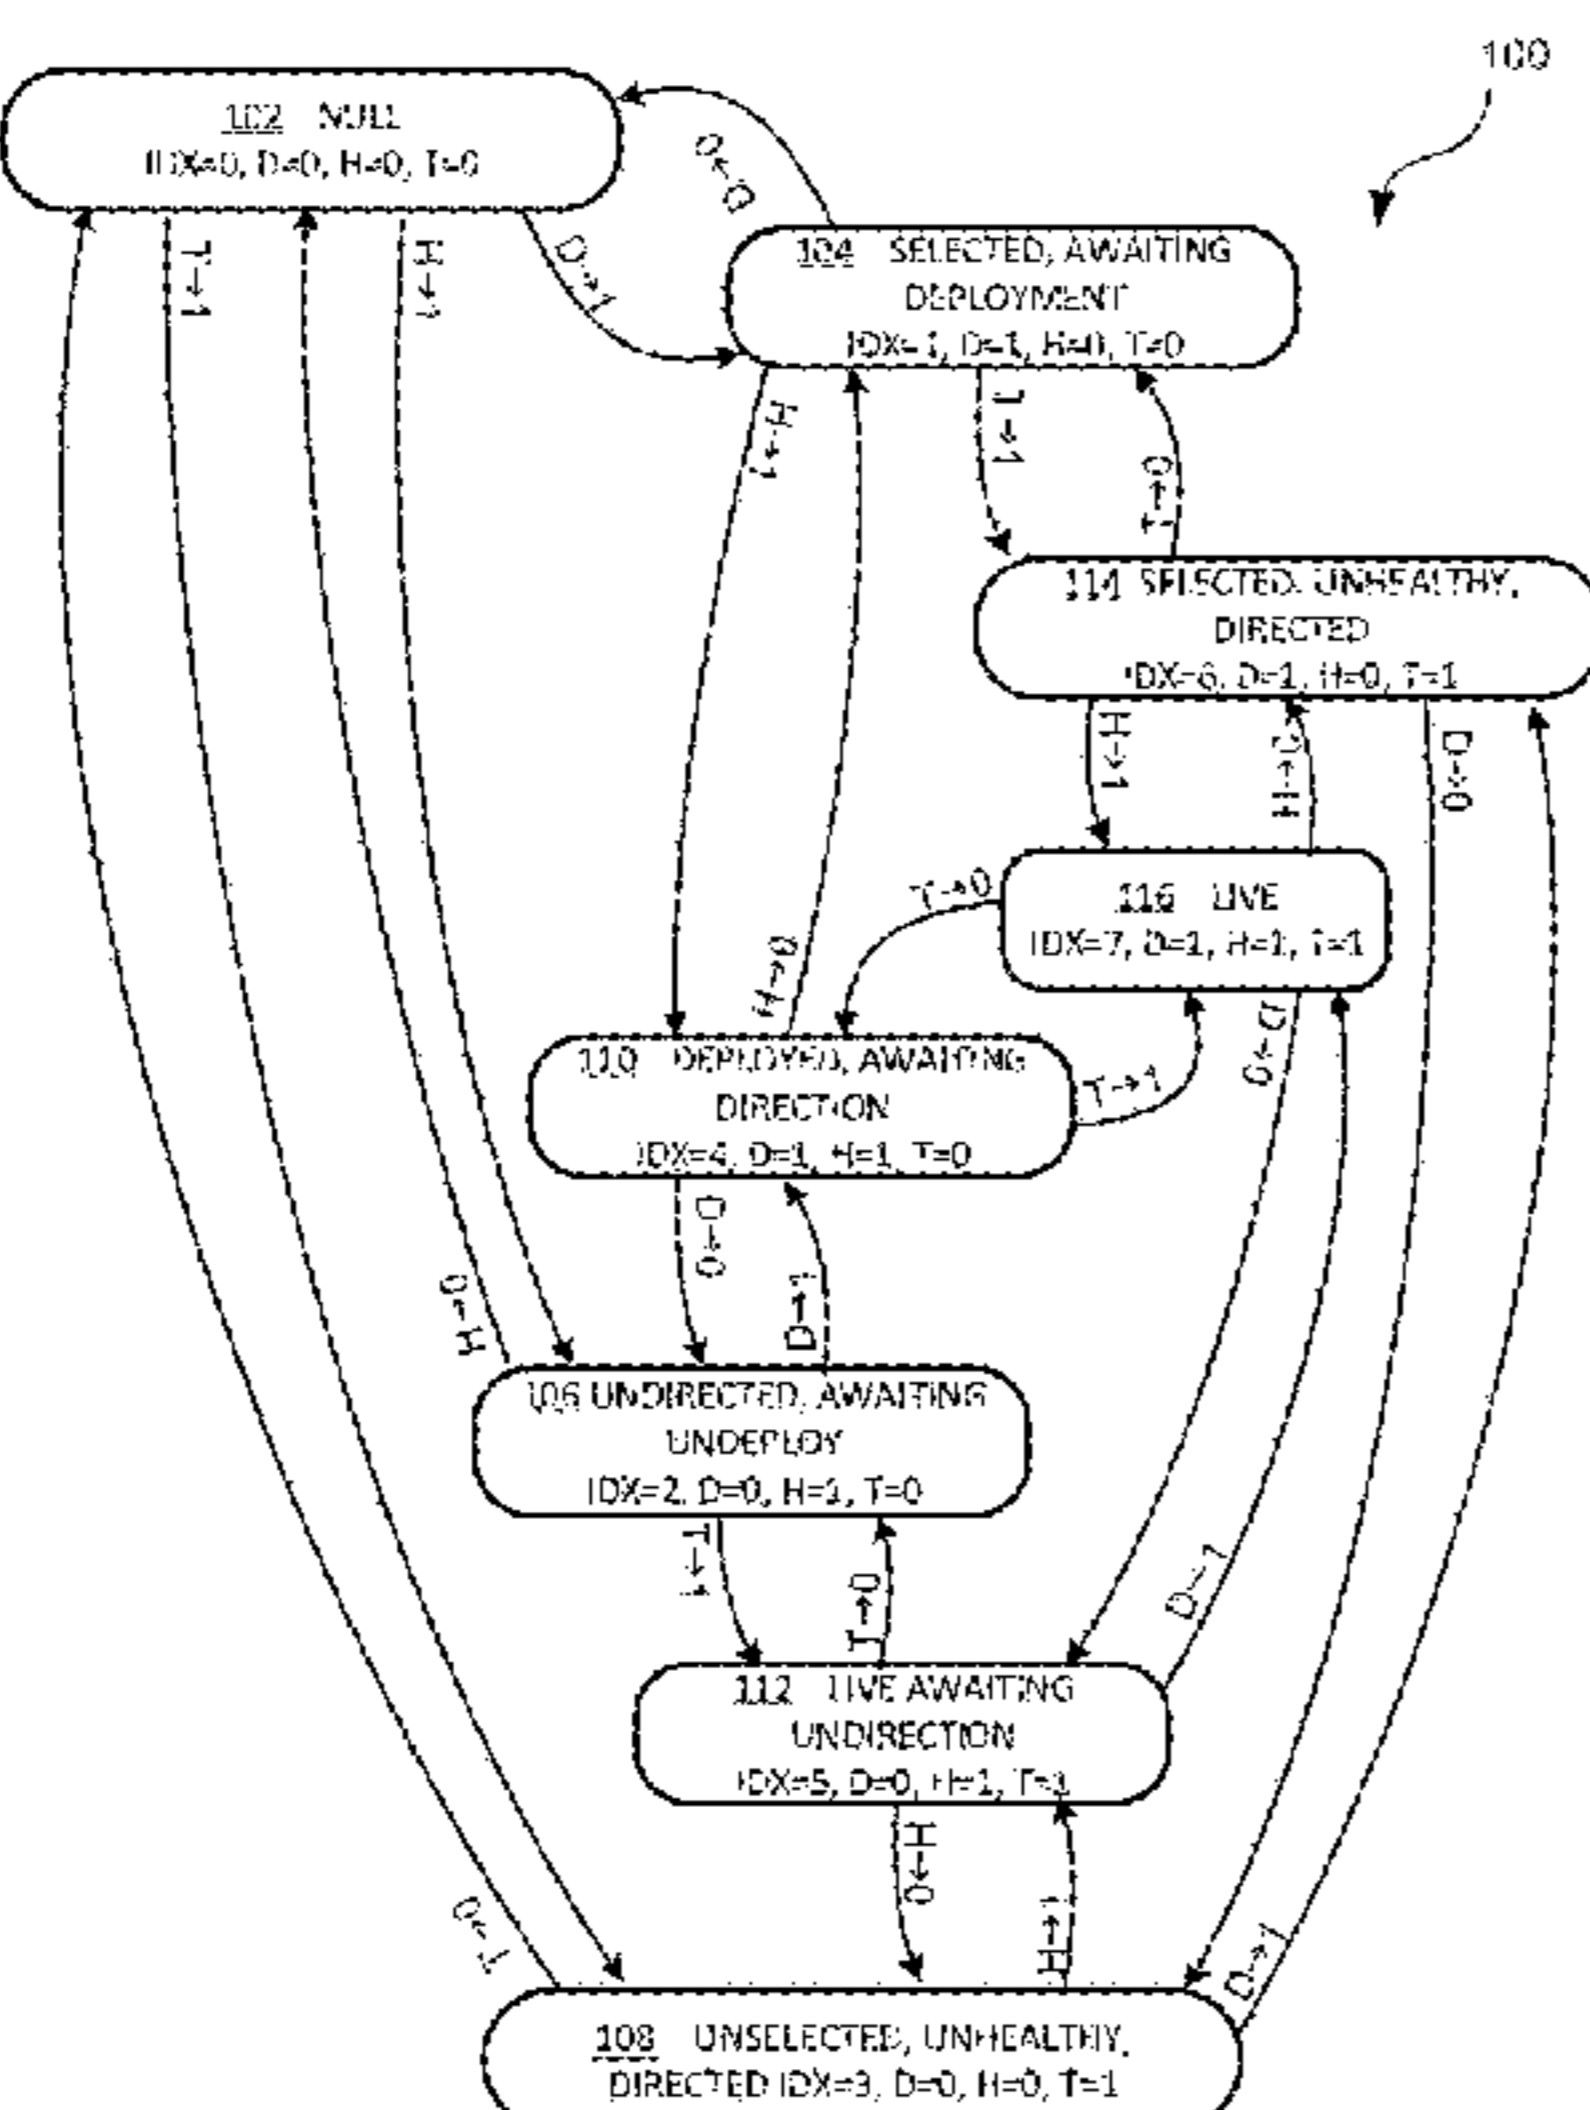 100
102 NULL
IDX=0, D=0, H=0, T=0
D→0
T→1
H→1
D→1
104 SELECTED, AWAITING
DEPLOYMENT
IDX=1, D=1, H=0, T=0
H→1
T→1
T→0
114 SELECTED, UNHEALTHY,
DIRECTED
IDX=6, D=1, H=0, T=1
H→1
H→0
D→0
116 LIVE
IDX=7, D=1, H=1, T=1
T→0
H→0
D→0
110 DEPLOYED, AWAITING
DIRECTION
IDX=4, D=1, H=1, T=0
T→1
D→0
D→1
H→0
106 UNDIRECTED, AWAITING
UNDEPLOY
IDX=2, D=0, H=1, T=0
T→1
T→0
D→1
112 LIVE AWAITING
UNDIRECTION
IDX=5, D=0, H=1, T=1
H→0
H→1
T→0
D→1
108 UNSELECTED, UNHEALTHY,
DIRECTED IDX=3, D=0, H=0, T=1